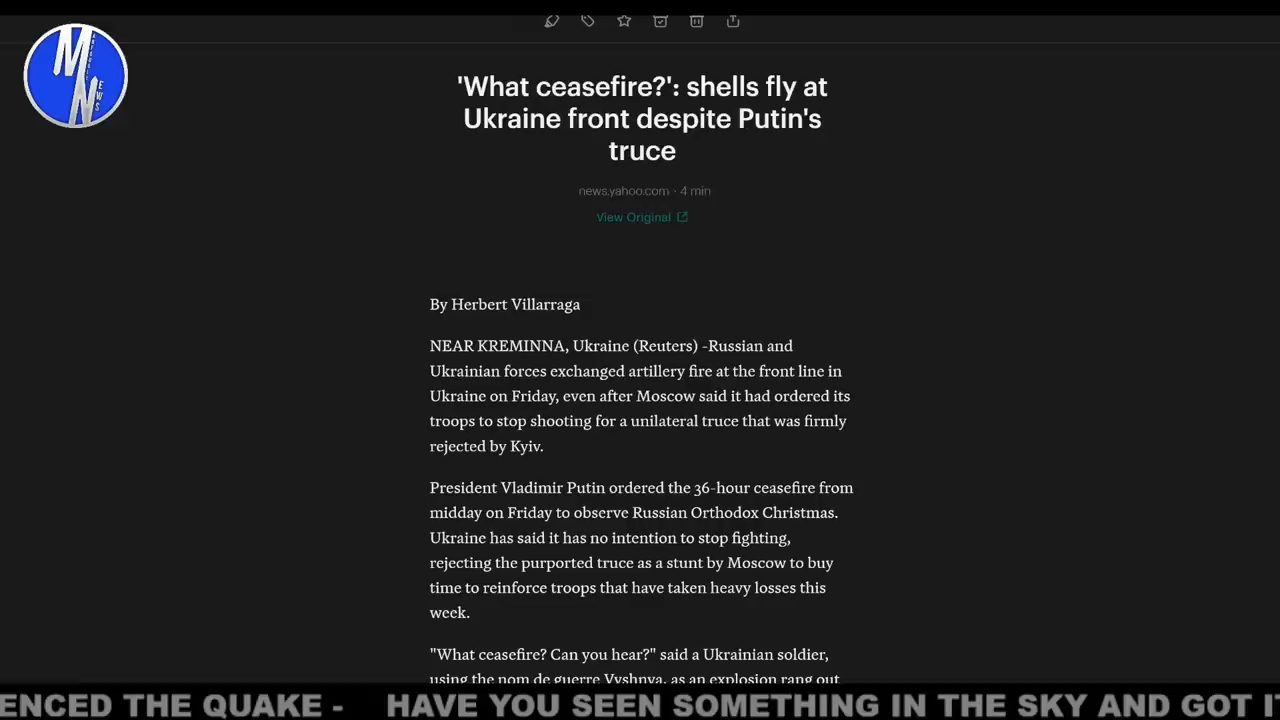 'What ceasefire?': shells fly at
Ukraine front despite Putin's
truce
news.yahoo.com · 4 min
View Original
By Herbert Villarraga
NEAR KREMINNA, Ukraine (Reuters) -Russian and
Ukrainian forces exchanged artillery fire at the front line in
Ukraine on Friday, even after Moscow said it had ordered its
troops to stop shooting for a unilateral truce that was firmly
rejected by Kyiv.
President Vladimir Putin ordered the 36-hour ceasefire from
midday on Friday to observe Russian Orthodox Christmas.
Ukraine has said it has no intention to stop fighting,
rejecting the purported truce as a stunt by Moscow to buy
time to reinforce troops that have taken heavy losses this
week.
"What ceasefire? Can you hear?" said a Ukrainian soldier,
using the nom de guerre Vyshnya, as an explosion rang out
ENCED THE QUAKE - HAVE YOU SEEN SOMETHING IN THE SKY AND GOT